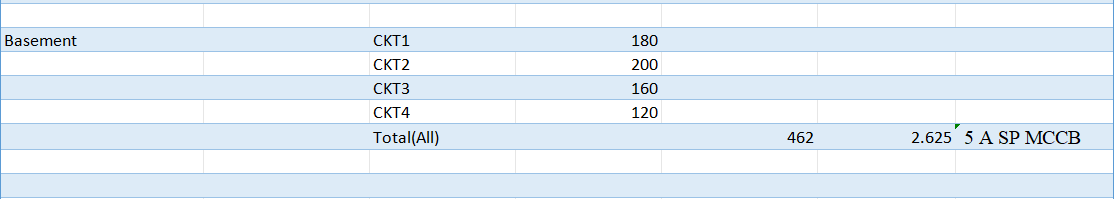 Basement CKT1 180
CKT2 200
CKT3 160
CKT4 120
Total(All) 462 2.625 5 A SP MCCB